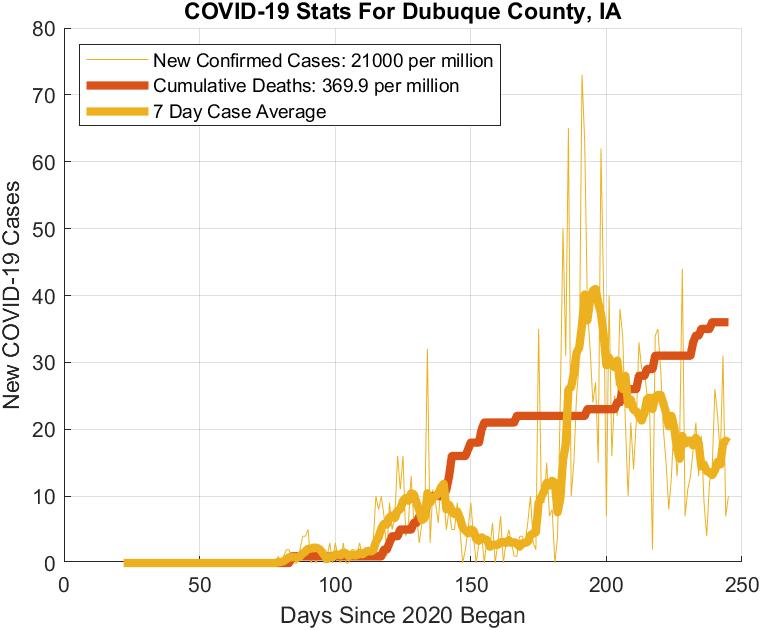 COVID-19 Stats For Dubuque County, IA
80
70
60
50
40
30
20
10
0
New COVID-19 Cases
New Confirmed Cases: 21000 per million
Cumulative Deaths: 369.9 per million
7 Day Case Average
0
50
100
150
200
250
Days Since 2020 Began